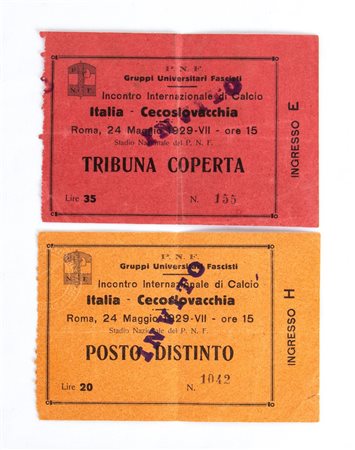 P. N. F.
Gruppi Universitari Fascisti
Incontro Internazionale di Calcio
Italia - Cecoslovacchia
Roma, 24 Maggio 1929-VII - ore 15
Stadio Nazionale del P. N. F.
TRIBUNA COPERTA
Lire 35 N. 155
INGRESSO E
INVITO
P N F
P. N. F.
Gruppi Universitari Fascisti
Incontro Internazionale di Calcio
Italia - Cecoslovacchia
Roma, 24 Maggio 1929-VII - ore 15
Stadio Nazionale del P. N. F.
POSTO DISTINTO
Lire 20 N. 1042
INGRESSO H
INVITO
P N F